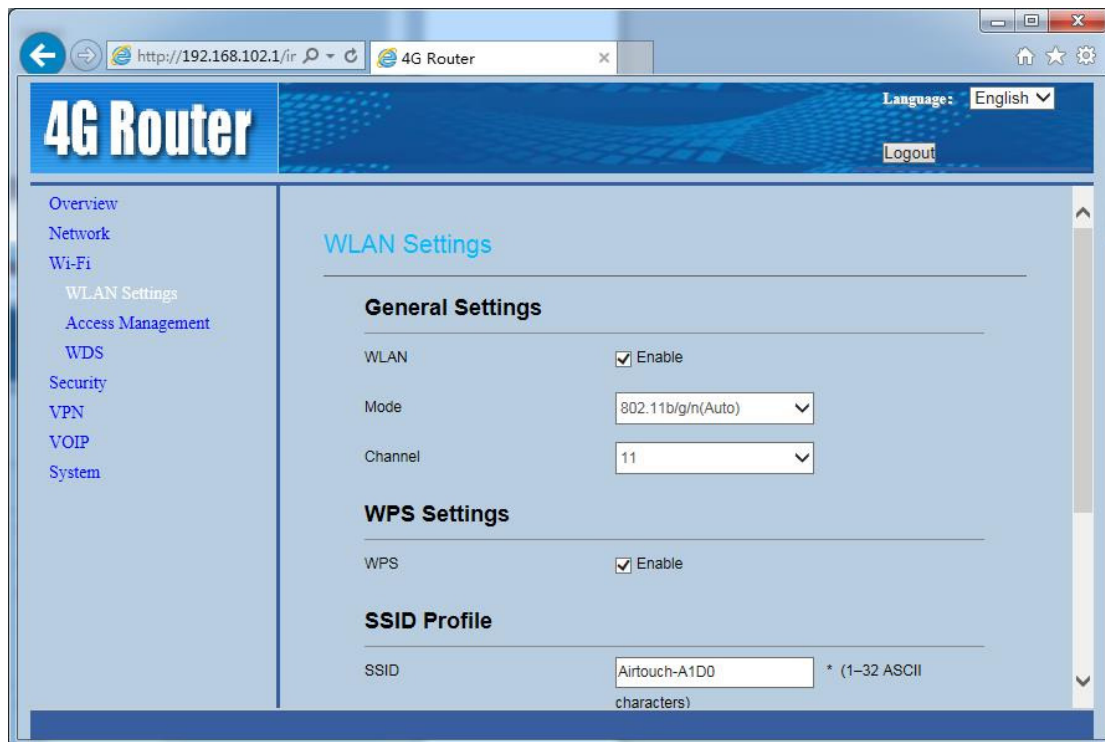 http://192.168.102.1/ir
4G Router
4G Router
Language: English
Logout
Overview
Network
Wi-Fi
WLAN Settings
Access Management
WDS
Security
VPN
VOIP
System
WLAN Settings
General Settings
WLAN Enable
Mode 802.11b/g/n(Auto)
Channel 11
WPS Settings
WPS Enable
SSID Profile
SSID Airtouch-A1D0 * (1–32 ASCII
characters)